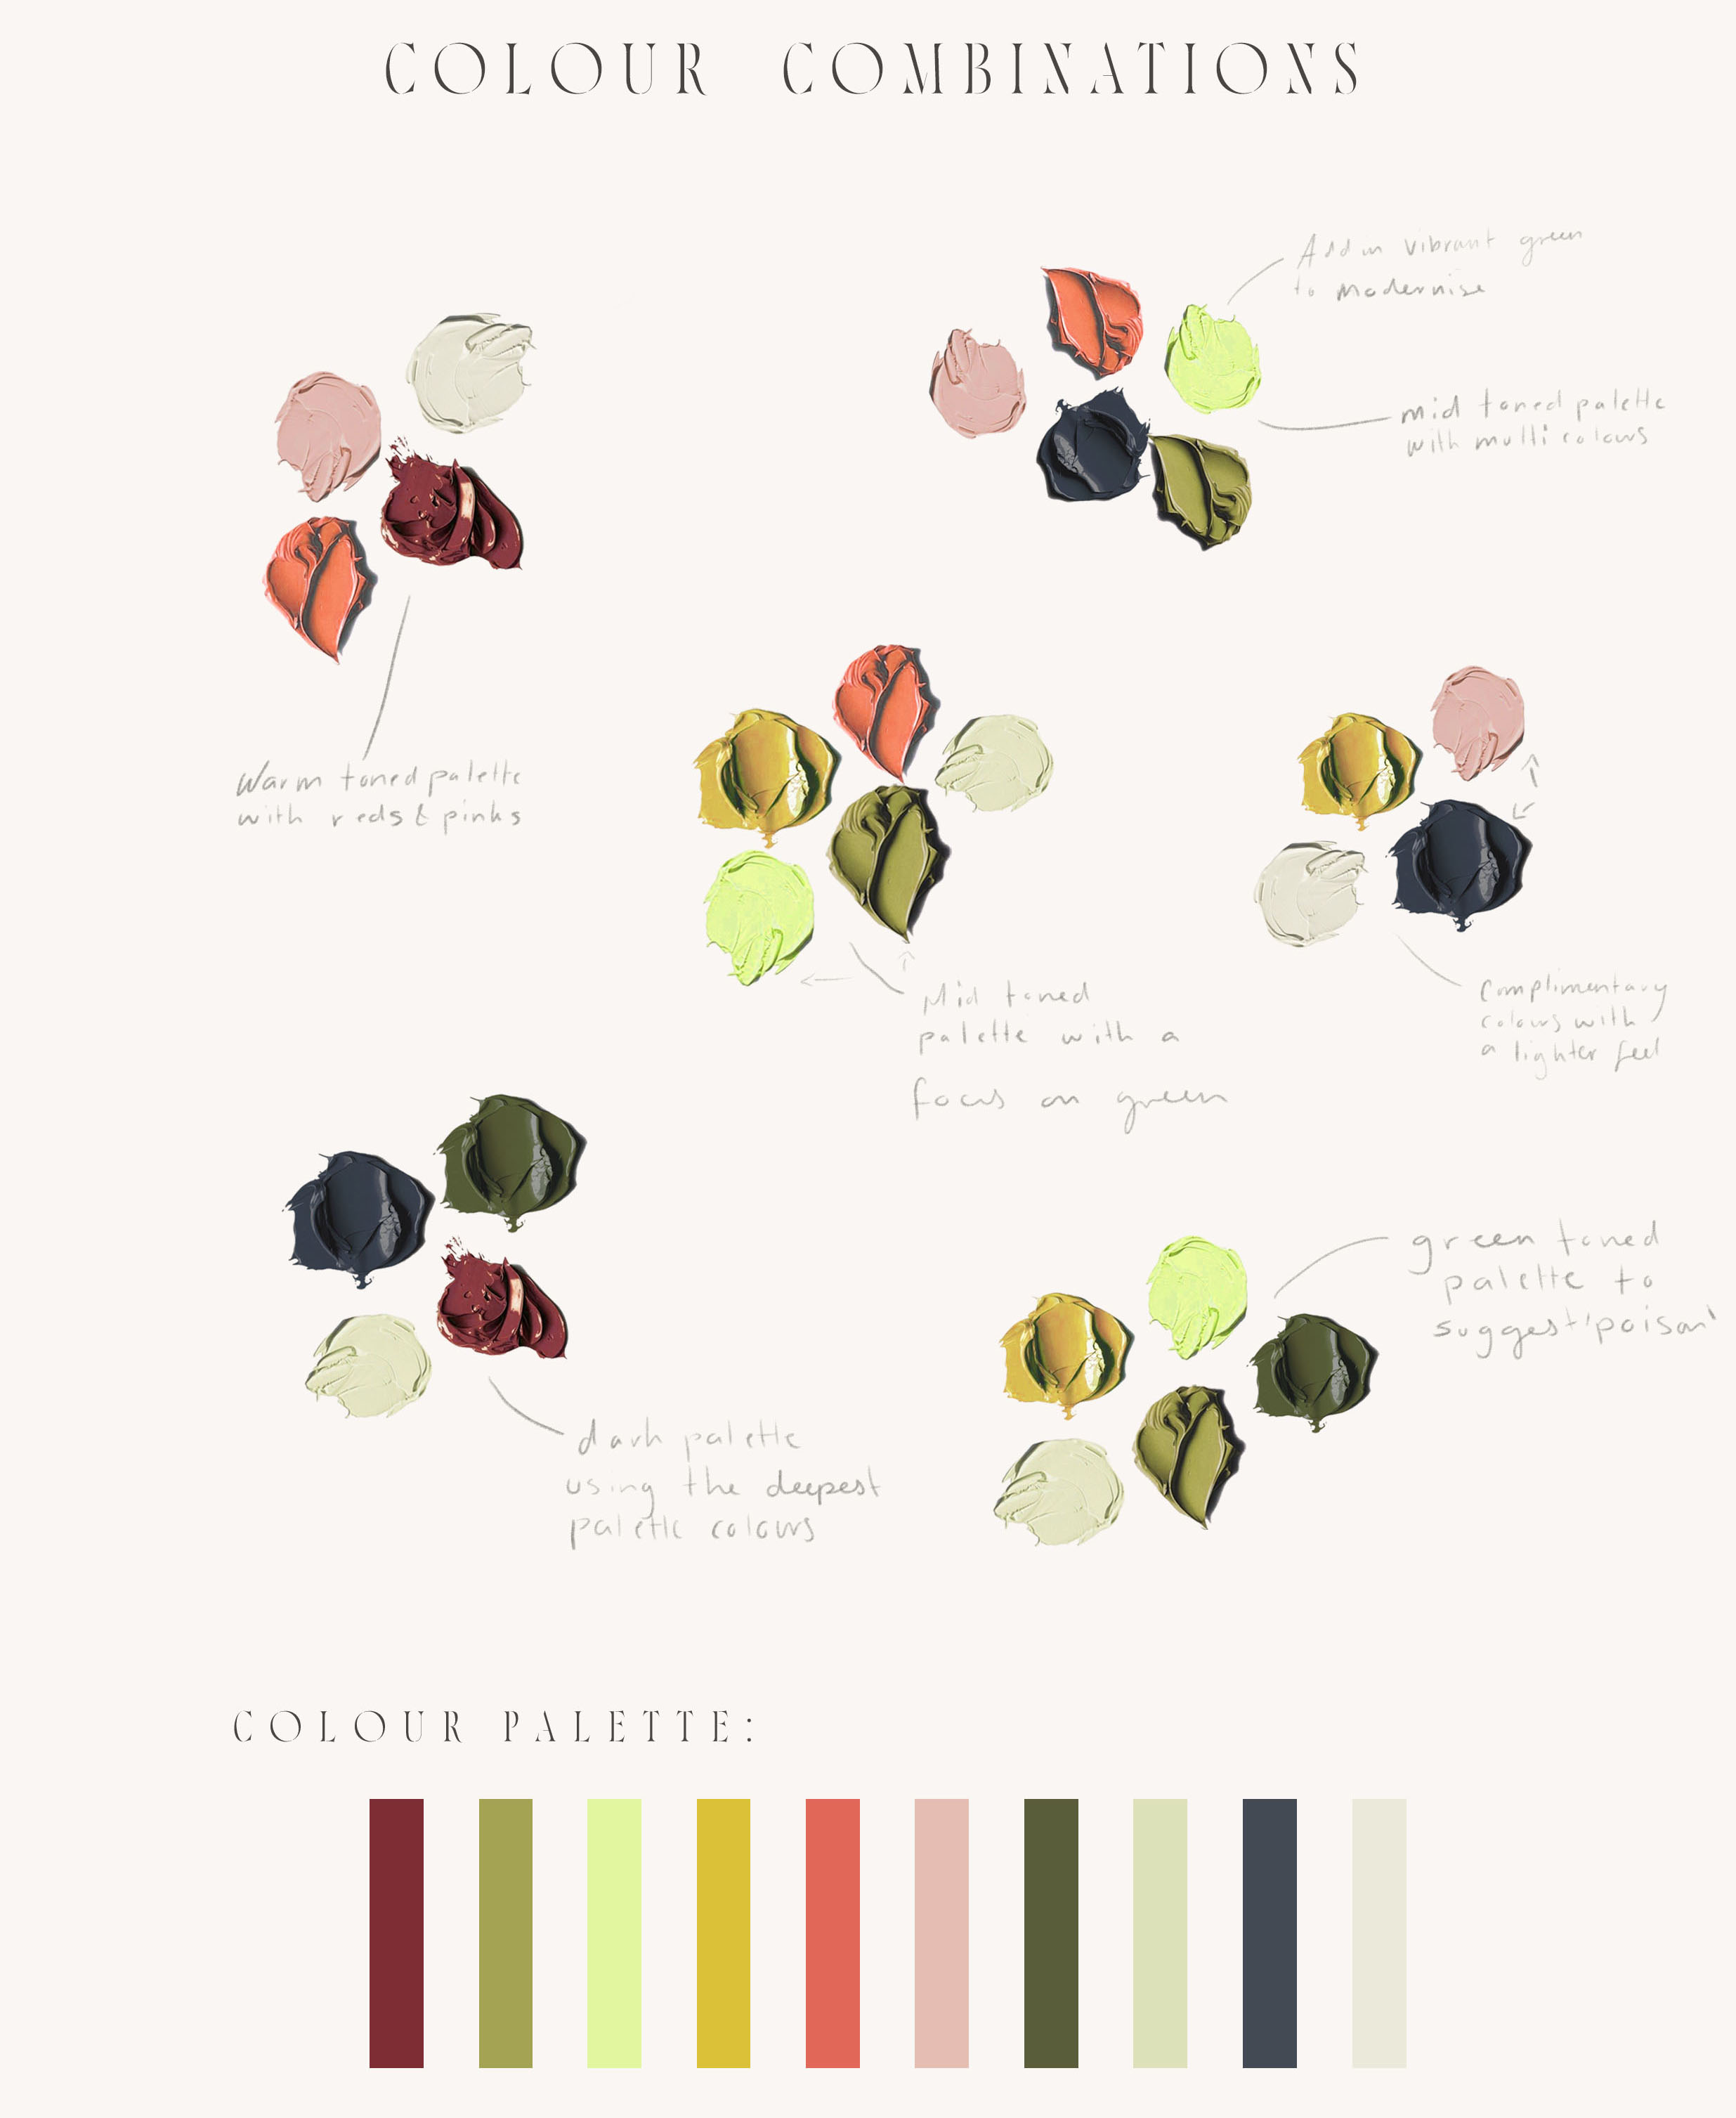 COLOUR COMBINATIONS
Add in vibrant green
to modernise
mid toned palette
with multi colours
Warm toned palette
with reds & pinks
Mid toned
palette with a
focus on green
Complimentary
colours with
a lighter feel
dark palette
using the deepest
palette colours
green toned
palette to
suggest 'poison'
COLOUR PALETTE: